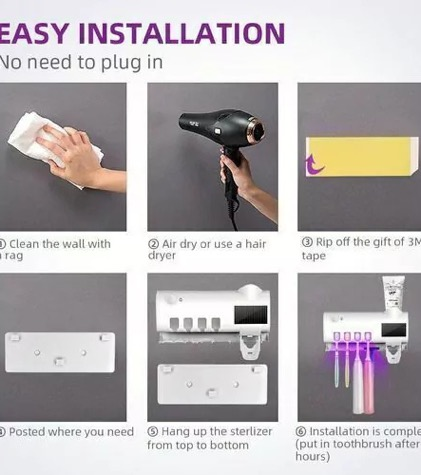 EASY INSTALLATION
No need to plug in
① Clean the wall with
a rag
② Air dry or use a hair
dryer
③ Rip off the gift of 3M
tape
④ Posted where you need
⑤ Hang up the sterlizer
from top to bottom
⑥ Installation is comple
(put in toothbrush after
hours)